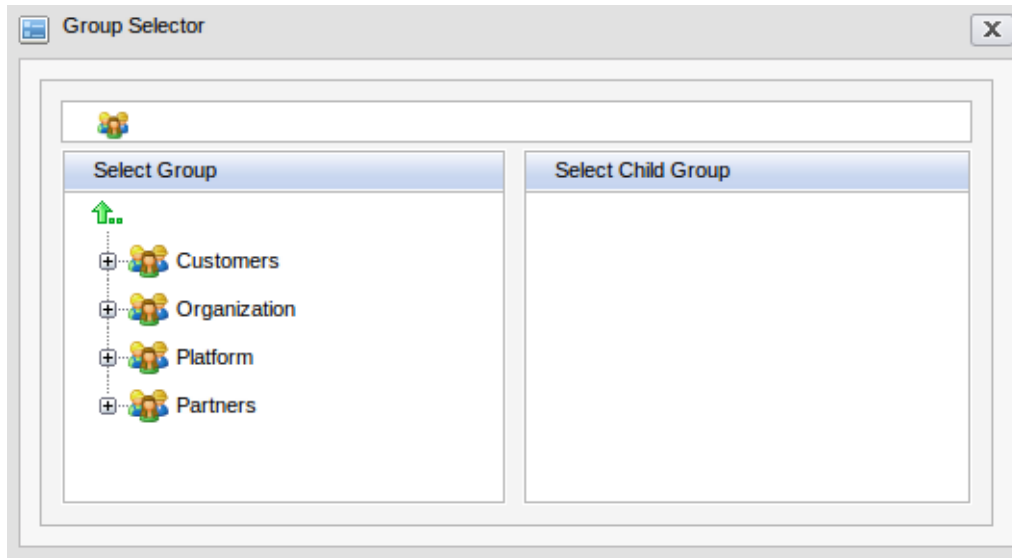 Group Selector
X
Select Group
Select Child Group
Customers
Organization
Platform
Partners